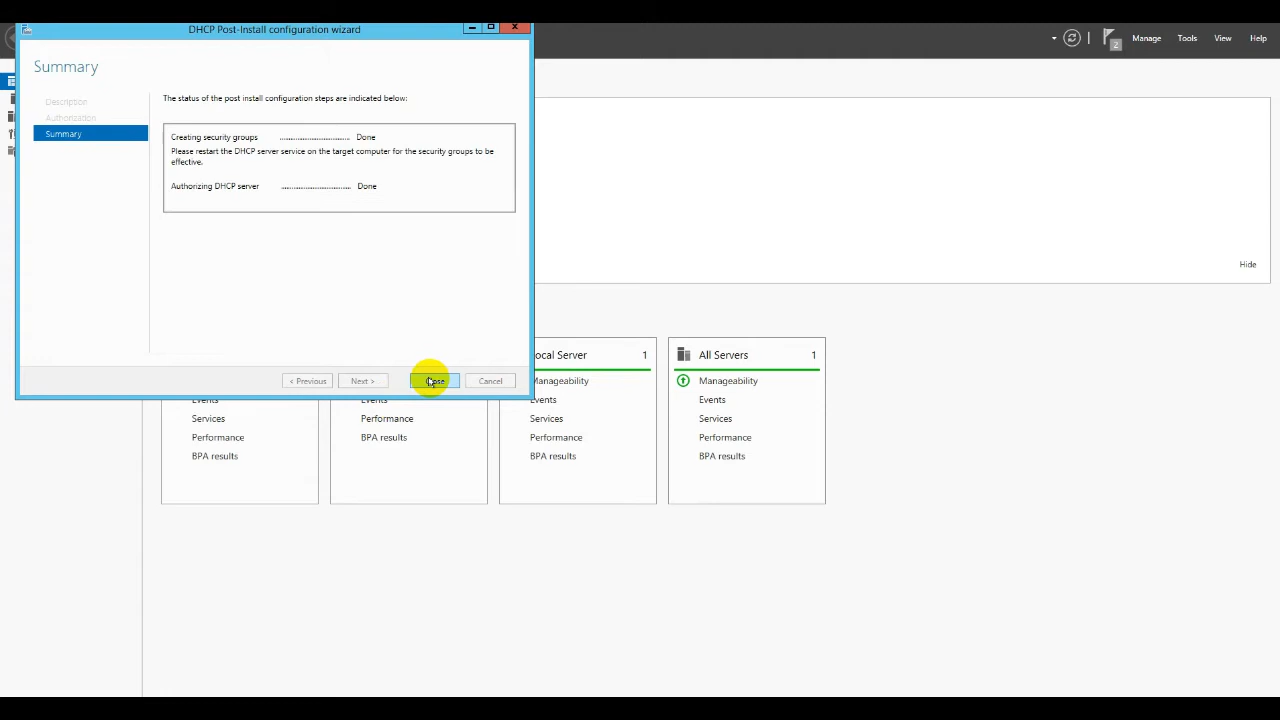 DHCP Post-Install configuration wizard
Manage Tools View Help
2
Summary
Description
Authorization
Summary
The status of the post install configuration steps are indicated below:
Creating security groups ............................. Done
Please restart the DHCP server service on the target computer for the security groups to be
effective.
Authorizing DHCP server ............................. Done
Hide
< Previous Next > Close Cancel
ocal Server 1
All Servers 1
Manageability
Manageability
Events
Events
Events
Events
Services
Performance
Services
Services
Performance
BPA results
Performance
Performance
BPA results
BPA results
BPA results